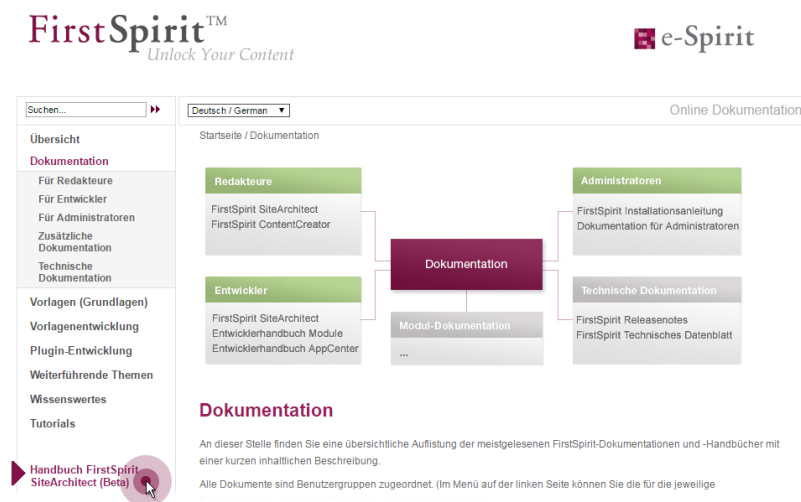 FirstSpirit™
Unlock Your Content
e-Spirit
Suchen...
Deutsch / German
Online Dokumentation
Übersicht
Dokumentation
Für Redakteure
Für Entwickler
Für Administratoren
Zusätzliche
Dokumentation
Technische
Dokumentation
Vorlagen (Grundlagen)
Vorlagenentwicklung
Plugin-Entwicklung
Weiterführende Themen
Wissenswertes
Tutorials
Handbuch FirstSpirit
SiteArchitect (Beta)
Startseite / Dokumentation
Redakteure
FirstSpirit SiteArchitect
FirstSpirit ContentCreator
Administratoren
FirstSpirit Installationsanleitung
Dokumentation für Administratoren
Dokumentation
Entwickler
FirstSpirit SiteArchitect
Entwicklerhandbuch Module
Entwicklerhandbuch AppCenter
Modul-Dokumentation
...
Technische Dokumentation
FirstSpirit Releasenotes
FirstSpirit Technisches Datenblatt
Dokumentation
An dieser Stelle finden Sie eine übersichtliche Auflistung der meistgelesenen FirstSpirit-Dokumentationen und -Handbücher mit
einer kurzen inhaltlichen Beschreibung.
Alle Dokumente sind Benutzergruppen zugeordnet. (Im Menü auf der linken Seite können Sie die für die jeweilige